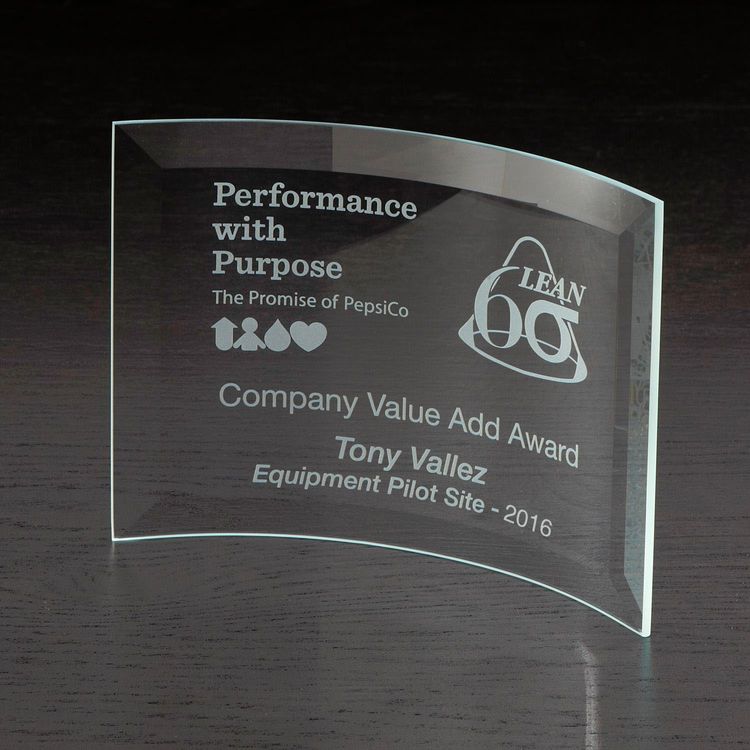 Performance
with
Purpose
The Promise of PepsiCo
LEAN
6σ
Company Value Add Award
Tony Vallez
Equipment Pilot Site - 2016